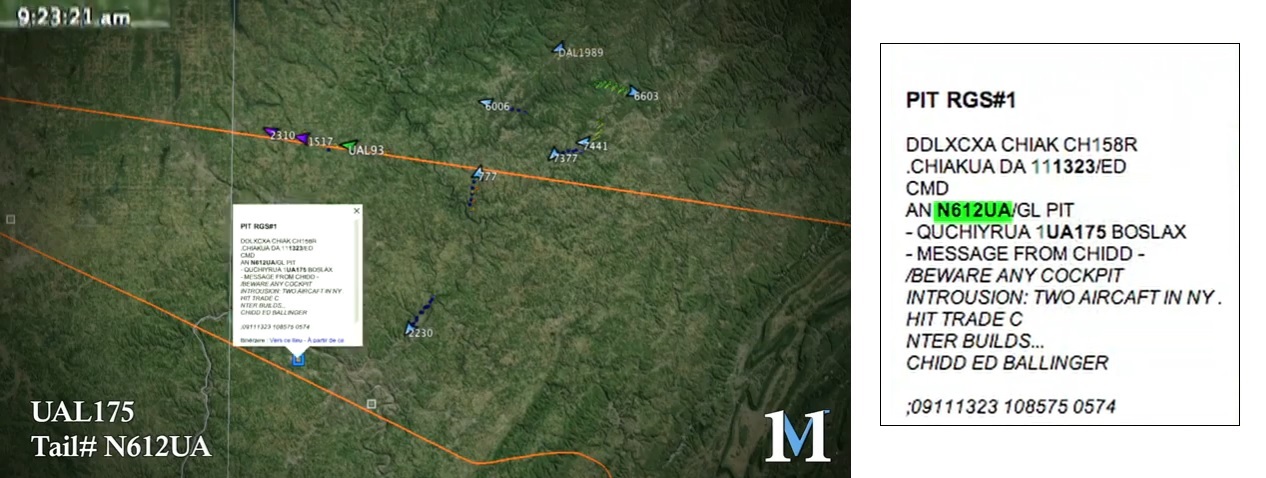 9:23:21 am
DAL1989
6603
6006
2310
1517
UAL93
7441
7377
777
PIT RGS#1
DDLXCXA CHIAK CH158R
.CHIAKUA DA 111323/ED
CMD
AN N612UA/GL PIT
- QUCHIYRUA 1UA175 BOSLAX
- MESSAGE FROM CHIDD -
/BEWARE ANY COCKPIT
INTROUSION: TWO AIRCAFT IN NY .
HIT TRADE C
NTER BUILDS...
CHIDD ED BALLINGER
;09111323 108575 0574
Itinéraire : Vers ce lieu - À partir de ce
2230
UAL175
Tail# N612UA
1M
PIT RGS#1
DDLXCXA CHIAK CH158R
.CHIAKUA DA 111323/ED
CMD
AN N612UA/GL PIT
- QUCHIYRUA 1UA175 BOSLAX
- MESSAGE FROM CHIDD -
/BEWARE ANY COCKPIT
INTROUSION: TWO AIRCAFT IN NY .
HIT TRADE C
NTER BUILDS...
CHIDD ED BALLINGER
;09111323 108575 0574